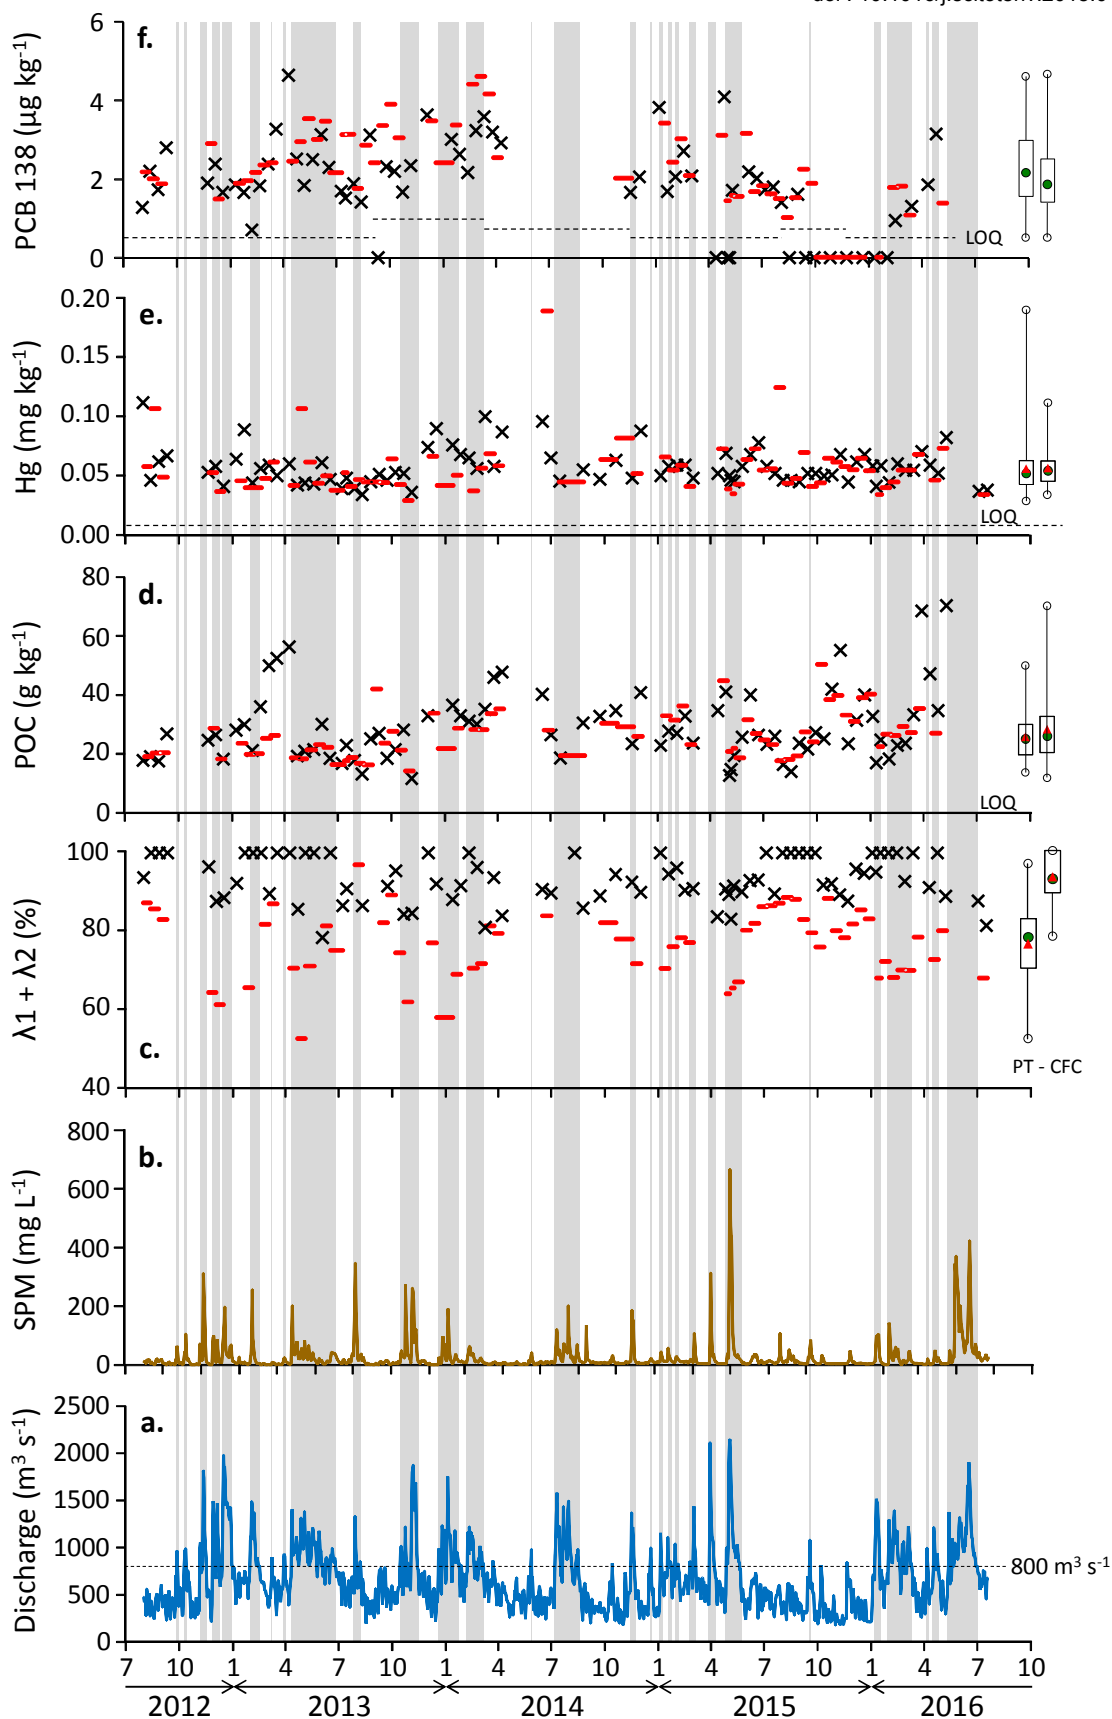 f.
PCB 138 (µg kg⁻¹)
6
4
2
0
LOQ
e.
Hg (mg kg⁻¹)
0.20
0.15
0.10
0.05
0.00
LOQ
d.
POC (g kg⁻¹)
80
60
40
20
0
LOQ
c.
λ1 + λ2 (%)
100
80
60
40
PT - CFC
b.
SPM (mg L⁻¹)
800
600
400
200
0
a.
Discharge (m³ s⁻¹)
2500
2000
1500
1000
500
0
800 m³ s⁻¹
7 10 1 4 7 10 1 4 7 10 1 4 7 10 1 4 7 10
2012 2013 2014 2015 2016